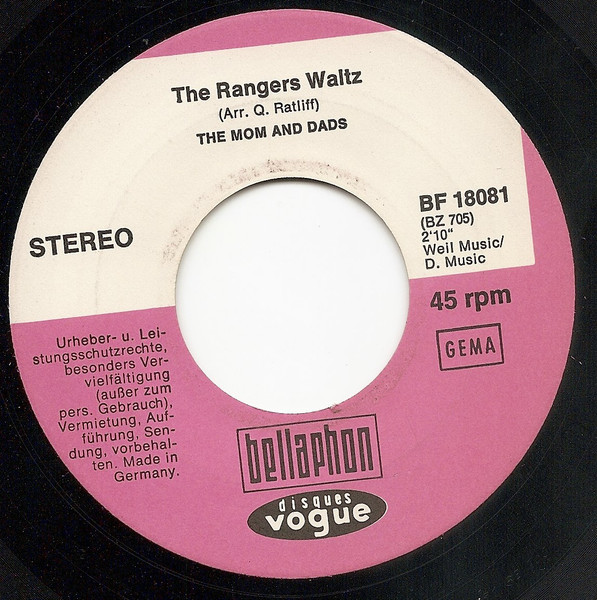 The Rangers Waltz
(Arr. Q. Ratliff)
THE MOM AND DADS
STEREO
BF 18081
(BZ 705)
2'10"
Weil Music/
D. Music
45 rpm
GEMA
Urheber- u. Lei-
stungsschutzrechte,
besonders Ver-
vielfältigung
(außer zum
pers. Gebrauch),
Vermietung, Auf-
führung, Sen-
dung, vorbehal-
ten. Made in
Germany.
bellaphon
disques
vogue